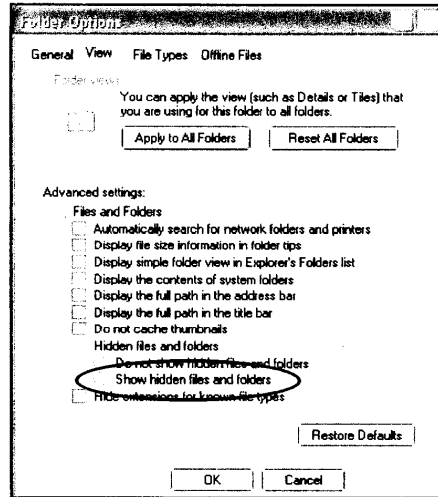 Folder Options
General View File Types Offline Files
Folder views
You can apply the view (such as Details or Tiles) that
you are using for this folder to all folders.
Apply to All Folders Reset All Folders
Advanced settings:
Files and Folders
Automatically search for network folders and printers
Display file size information in folder tips
Display simple folder view in Explorer's Folders list
Display the contents of system folders
Display the full path in the address bar
Display the full path in the title bar
Do not cache thumbnails
Hidden files and folders
Do not show hidden files and folders
Show hidden files and folders
Hide extensions for known file types
Restore Defaults
OK Cancel